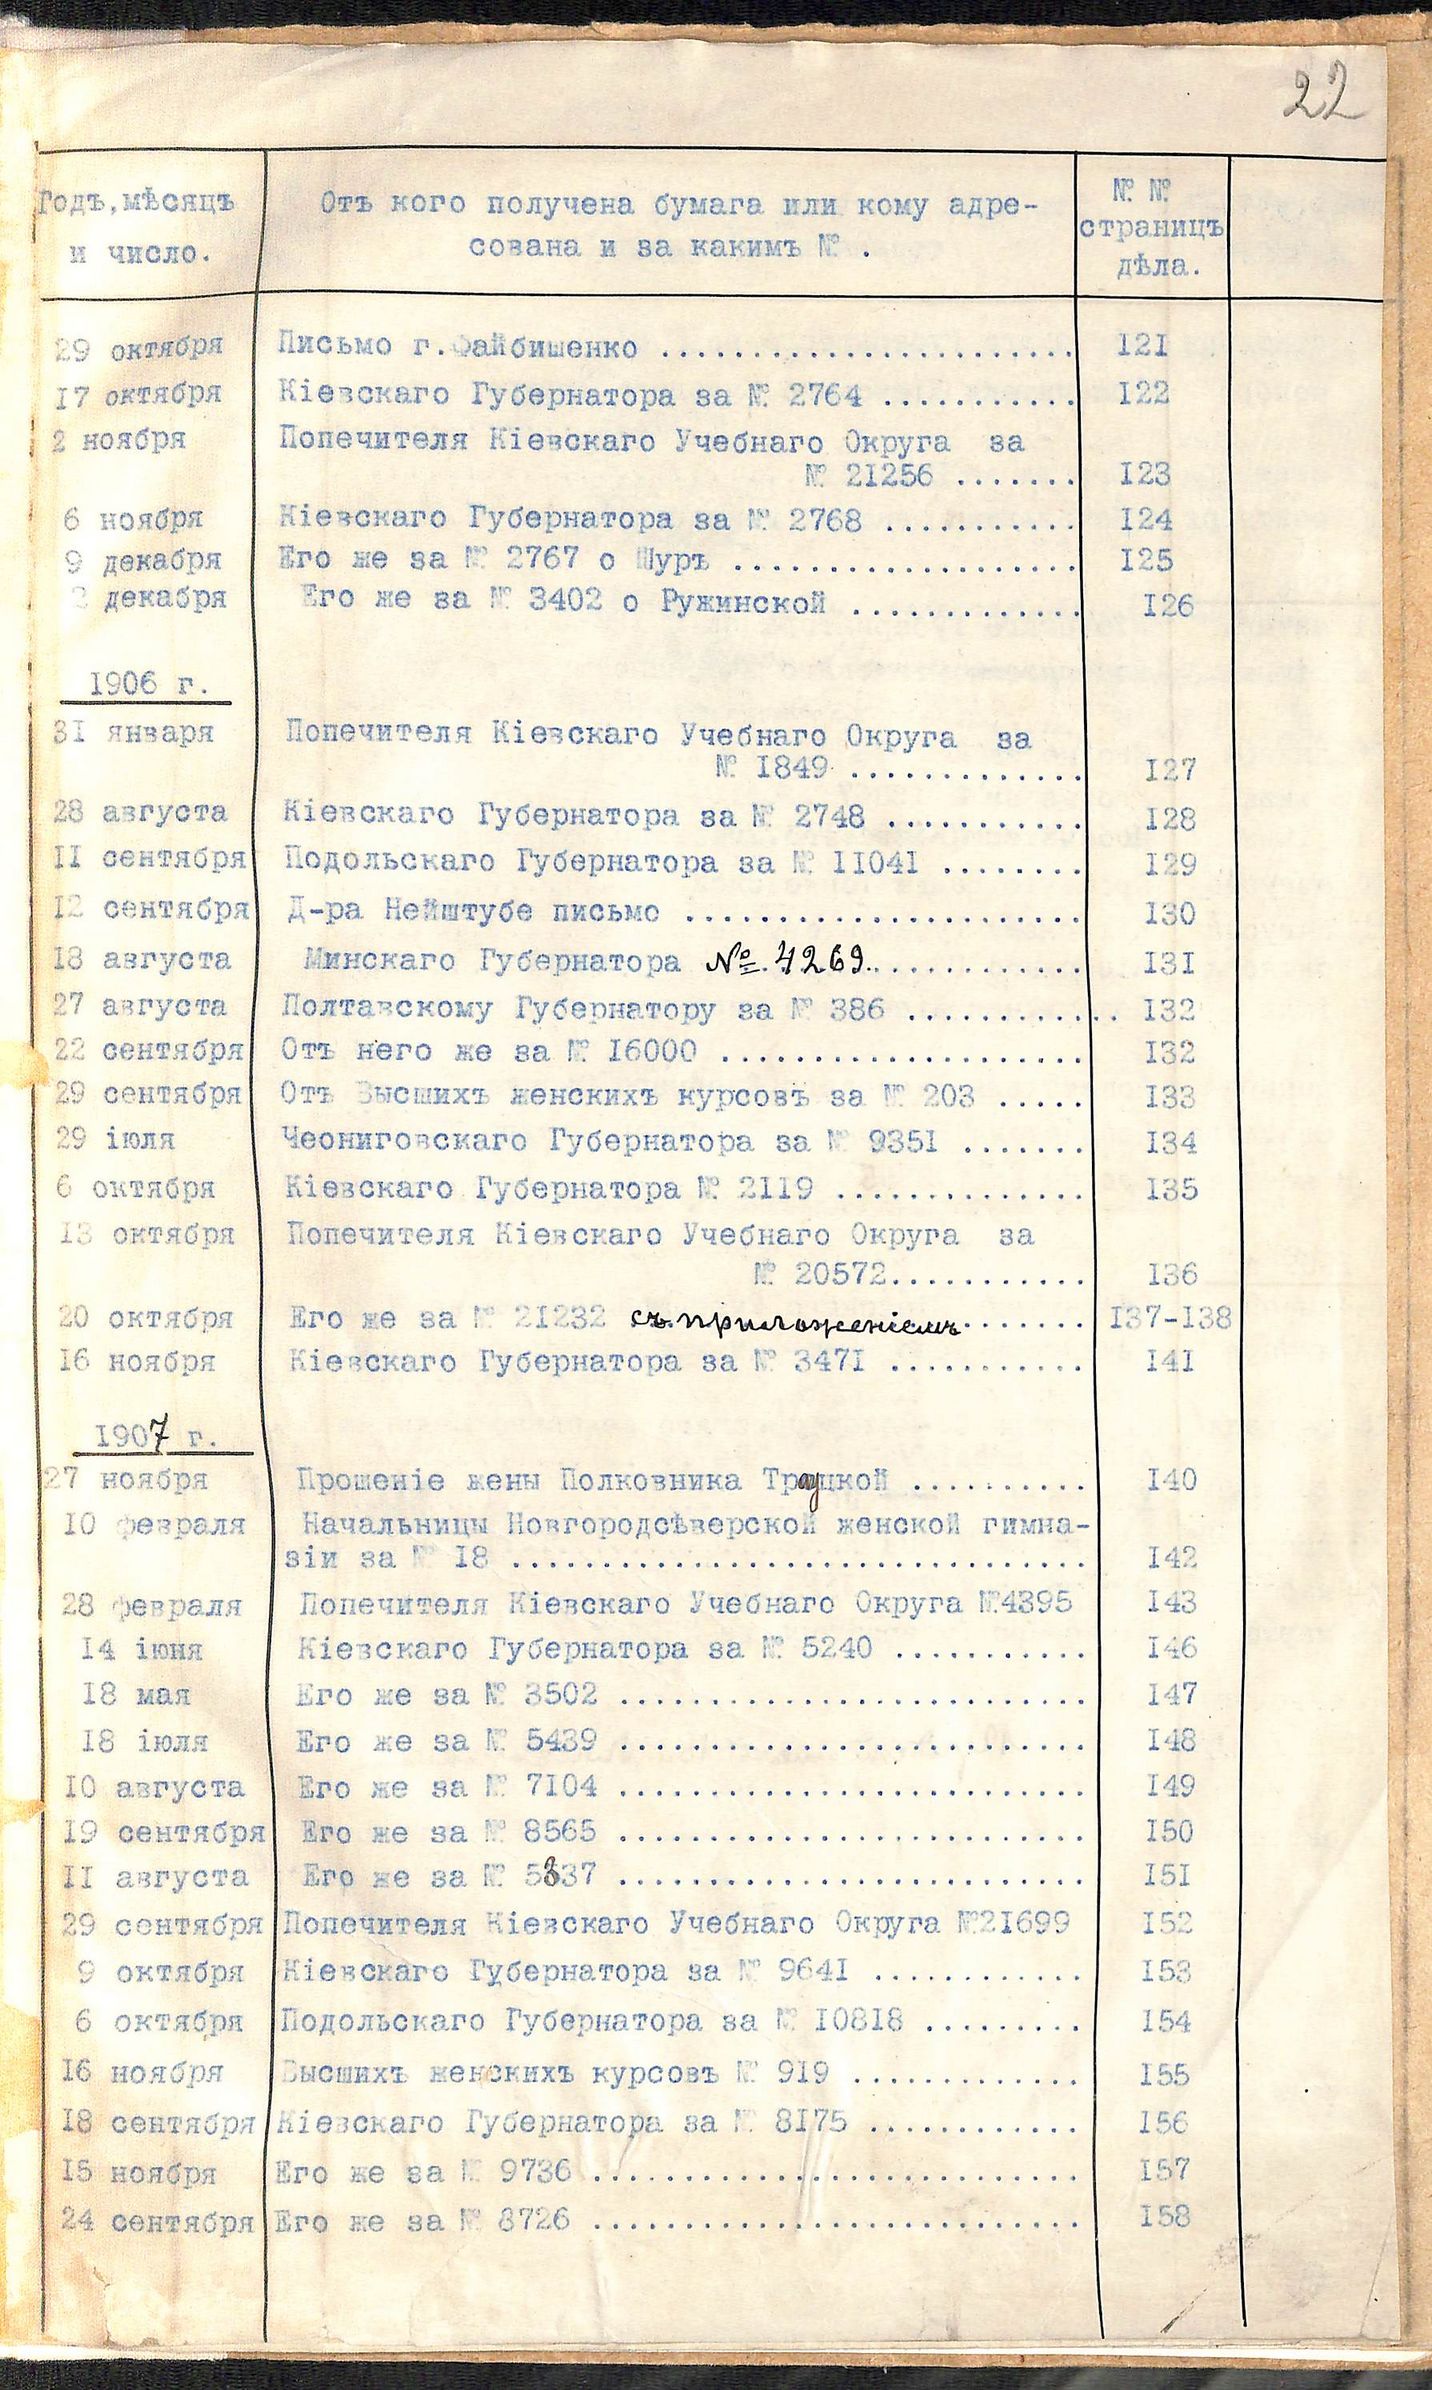 22
Годъ, мѣсяцъ и число. Отъ кого получена бумага или кому адре- № №
сована и за какимъ №. страницъ
дѣла.
29 октября Письмо г. Файбишенко ....................... 121
17 октября Кіевскаго Губернатора за № 2764 ........... 122
2 ноября Попечителя Кіевскаго Учебнаго Округа за
№ 21256 ....... 123
6 ноября Кіевскаго Губернатора за № 2768 ........... 124
9 декабря Его же за № 2767 о Шуръ ................... 125
2 декабря Его же за № 3402 о Ружинской ............. 126
1906 г.
31 января Попечителя Кіевскаго Учебнаго Округа за
№ 1849 ............. 127
28 августа Кіевскаго Губернатора за № 2748 ........... 128
11 сентября Подольскаго Губернатора за № 11041 ........ 129
12 сентября Д-ра Нейштубе письмо ...................... 130
18 августа Минскаго Губернатора №. 4269............. 131
27 августа Полтавскому Губернатору за № 386 ............ 132
22 сентября Отъ него же за № 16000 .................... 132
29 сентября Отъ Высшихъ женскихъ курсовъ за № 203 ..... 133
29 іюля Чеониговскаго Губернатора за № 9351 ....... 134
6 октября Кіевскаго Губернатора № 2119 .............. 135
13 октября Попечителя Кіевскаго Учебнаго Округа за
№ 20572........... 136
20 октября Его же за № 21232 съ приложеніемъ ....... 137-138
16 ноября Кіевскаго Губернатора за № 3471 ........... 141
1907 г.
27 ноября Прошеніе жены Полковника Трауцкой .......... 140
10 февраля Начальницы Новгородсѣверской женской гимна-
зіи за № 18 ................................ 142
28 февраля Попечителя Кіевскаго Учебнаго Округа №4395 143
14 іюня Кіевскаго Губернатора за № 5240 ........... 146
18 мая Его же за № 3502 .......................... 147
18 іюля Его же за № 5439 .......................... 148
10 августа Его же за № 7104 .......................... 149
19 сентября Его же за № 8565 .......................... 150
11 августа Его же за № 5837 .......................... 151
29 сентября Попечителя Кіевскаго Учебнаго Округа №21699 152
9 октября Кіевскаго Губернатора за № 9641 ............ 153
6 октября Подольскаго Губернатора за № 10818 ......... 154
16 ноября Высшихъ женскихъ курсовъ № 919 ............. 155
18 сентября Кіевскаго Губернатора за № 8175 ............ 156
15 ноября Его же за № 9736 ........................... 157
24 сентября Его же за № 8726 ........................... 158